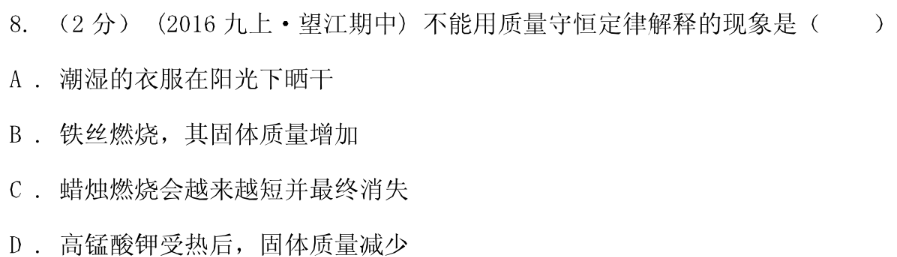 8. （2 分） (2016 九上·望江期中) 不能用质量守恒定律解释的现象是（  ）
A . 潮湿的衣服在阳光下晒干
B . 铁丝燃烧，其固体质量增加
C . 蜡烛燃烧会越来越短并最终消失
D . 高锰酸钾受热后，固体质量减少